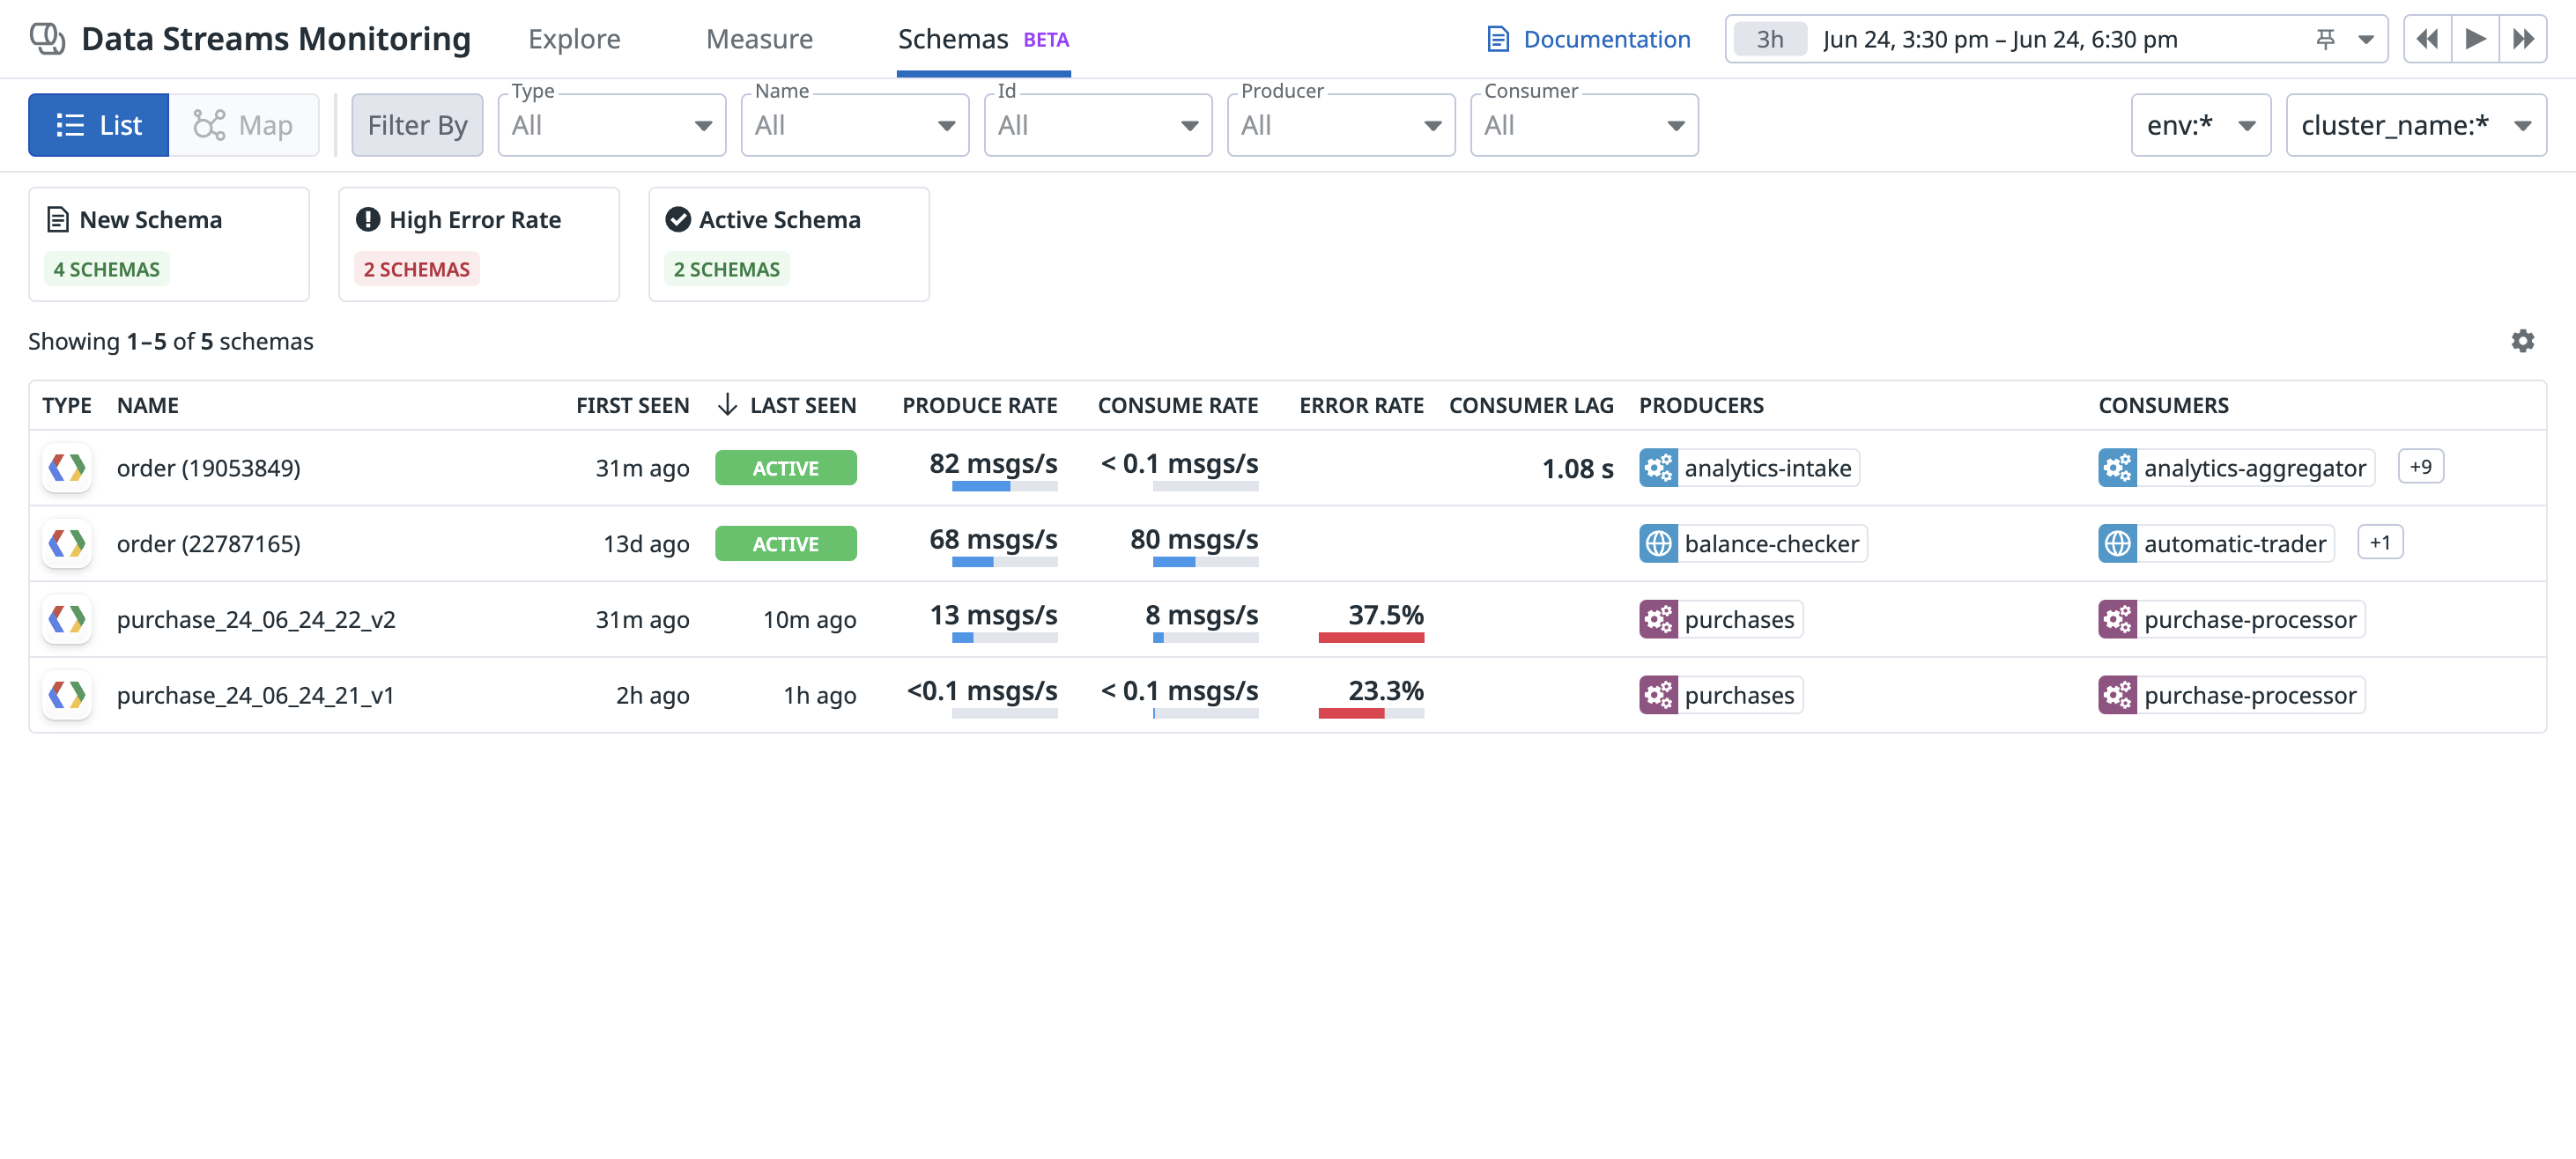 Data Streams Monitoring Explore Measure Schemas BETA Documentation 3h Jun 24, 3:30 pm – Jun 24, 6:30 pm
List Map Filter By Type All Name All Id All Producer All Consumer All env:* cluster_name:*
New Schema High Error Rate Active Schema
4 SCHEMAS 2 SCHEMAS 2 SCHEMAS
Showing 1–5 of 5 schemas
TYPE NAME FIRST SEEN LAST SEEN PRODUCE RATE CONSUME RATE ERROR RATE CONSUMER LAG PRODUCERS CONSUMERS
order (19053849) 31m ago ACTIVE 82 msgs/s < 0.1 msgs/s 1.08 s analytics-intake analytics-aggregator +9
order (22787165) 13d ago ACTIVE 68 msgs/s 80 msgs/s balance-checker automatic-trader +1
purchase_24_06_24_22_v2 31m ago 10m ago 13 msgs/s 8 msgs/s 37.5% purchases purchase-processor
purchase_24_06_24_21_v1 2h ago 1h ago <0.1 msgs/s < 0.1 msgs/s 23.3% purchases purchase-processor